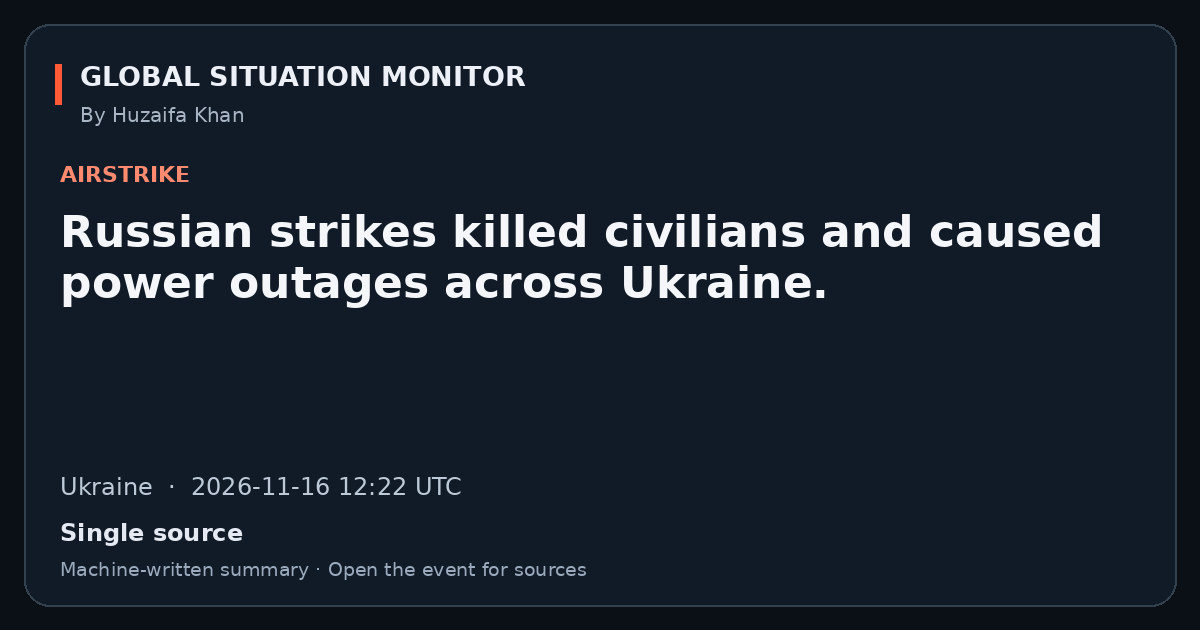 GLOBAL SITUATION MONITOR
By Huzaifa Khan
AIRSTRIKE
Russian strikes killed civilians and caused
power outages across Ukraine.
Ukraine · 2026-11-16 12:22 UTC
Single source
Machine-written summary · Open the event for sources